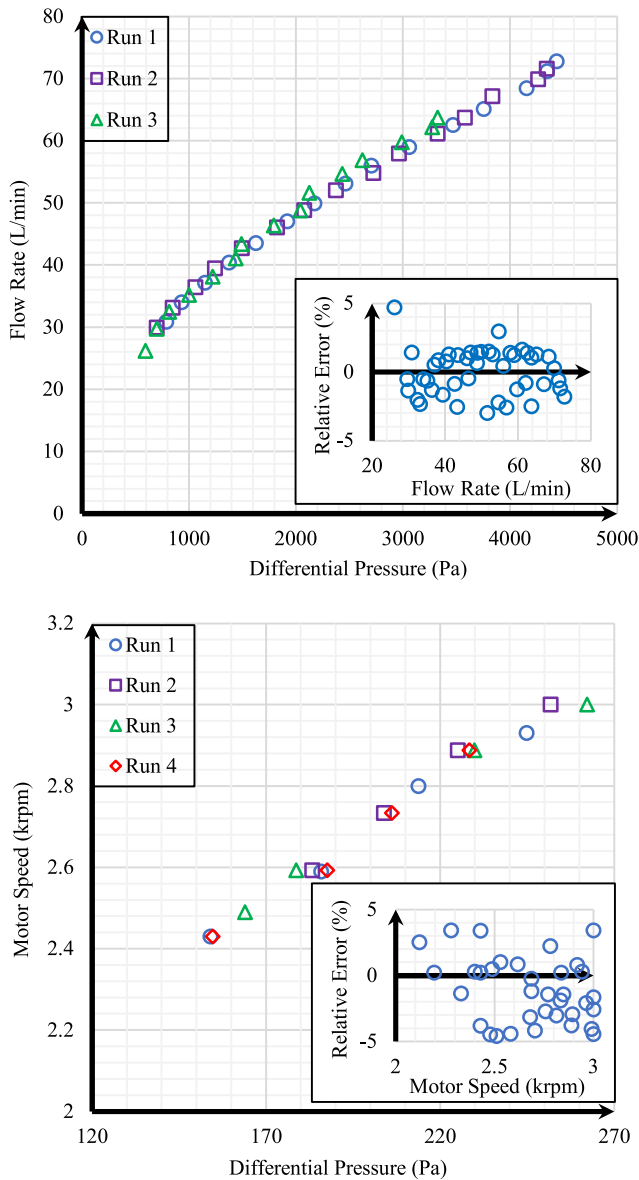 80
70
60
50
40
30
20
10
0
Flow Rate (L/min)
Run 1
Run 2
Run 3
5
0
-5
Relative Error (%)
20 40 60 80
Flow Rate (L/min)
0 1000 2000 3000 4000 5000
Differential Pressure (Pa)
3.2
3
2.8
2.6
2.4
2.2
2
Motor Speed (krpm)
Run 1
Run 2
Run 3
Run 4
5
0
-5
Relative Error (%)
2 2.5 3
Motor Speed (krpm)
120 170 220 270
Differential Pressure (Pa)